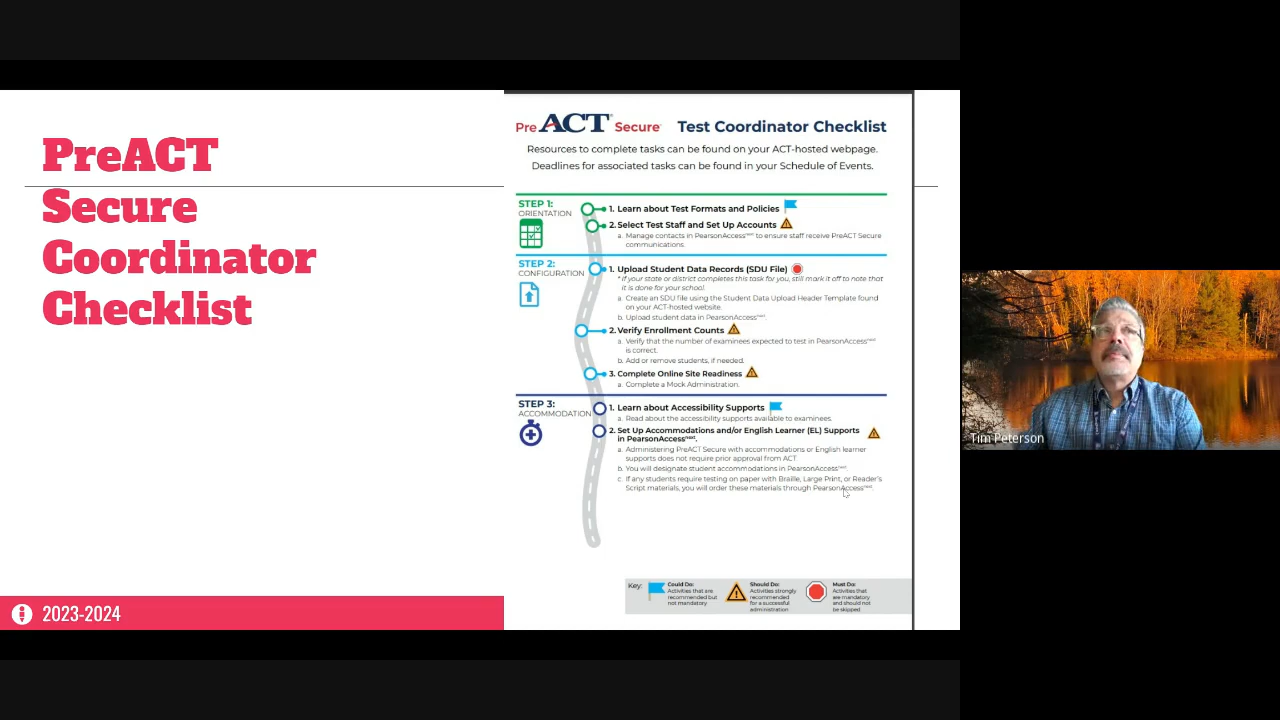 PreACT
Secure
Coordinator
Checklist
2023-2024
Pre ACT® Secure™ Test Coordinator Checklist
Resources to complete tasks can be found on your ACT-hosted webpage.
Deadlines for associated tasks can be found in your Schedule of Events.
STEP 1:
ORIENTATION
1. Learn about Test Formats and Policies
2. Select Test Staff and Set Up Accounts
a. Manage contacts in PearsonAccessnext to ensure staff receive PreACT Secure
communications.
STEP 2:
CONFIGURATION
1. Upload Student Data Records (SDU File)
* If your state or district completes this task for you, still mark it off to note that
it is done for your school.
a. Create an SDU file using the Student Data Upload Header Template found
on your ACT-hosted website.
b. Upload student data in PearsonAccessnext.
2. Verify Enrollment Counts
a. Verify that the number of examinees expected to test in PearsonAccessnext
is correct.
b. Add or remove students, if needed.
3. Complete Online Site Readiness
a. Complete a Mock Administration.
STEP 3:
ACCOMMODATION
1. Learn about Accessibility Supports
a. Read about the accessibility supports available to examinees.
2. Set Up Accommodations and/or English Learner (EL) Supports
in PearsonAccessnext.
a. Administering PreACT Secure with accommodations or English learner
supports does not require prior approval from ACT
b. You will designate student accommodations in PearsonAccessnext.
c. If any students require testing on paper with Braille, Large Print, or Reader's
Script materials, you will order these materials through PearsonAccessnext.
Key:
Could Do:
Activities that are
recommended but
not mandatory
Should Do:
Activities strongly
recommended
for a successful
administration
Must Do:
Activities that
are mandatory
and should not
be skipped
Tim Peterson